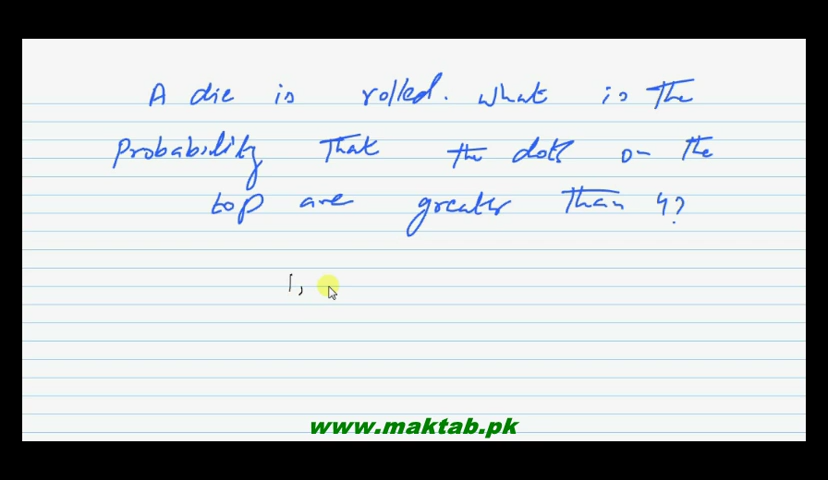 A die is rolled. What is the
Probability That the dots on the
top are greater Than 4?
1,
www.maktab.pk